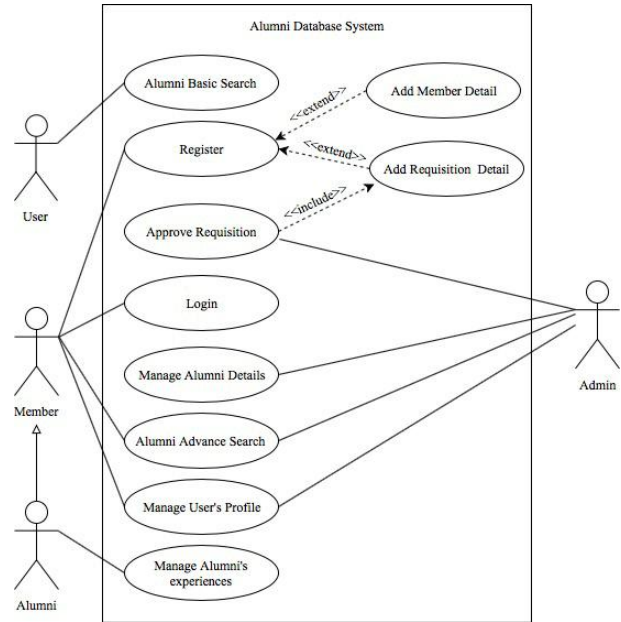 Alumni Database System
Alumni Basic Search
<<extend>>
Add Member Detail
Register
<<extend>>
Add Requisition Detail
User
<<include>>
Approve Requisition
Login
Member
Manage Alumni Details
Admin
Alumni Advance Search
Manage User's Profile
Manage Alumni's
experiences
Alumni